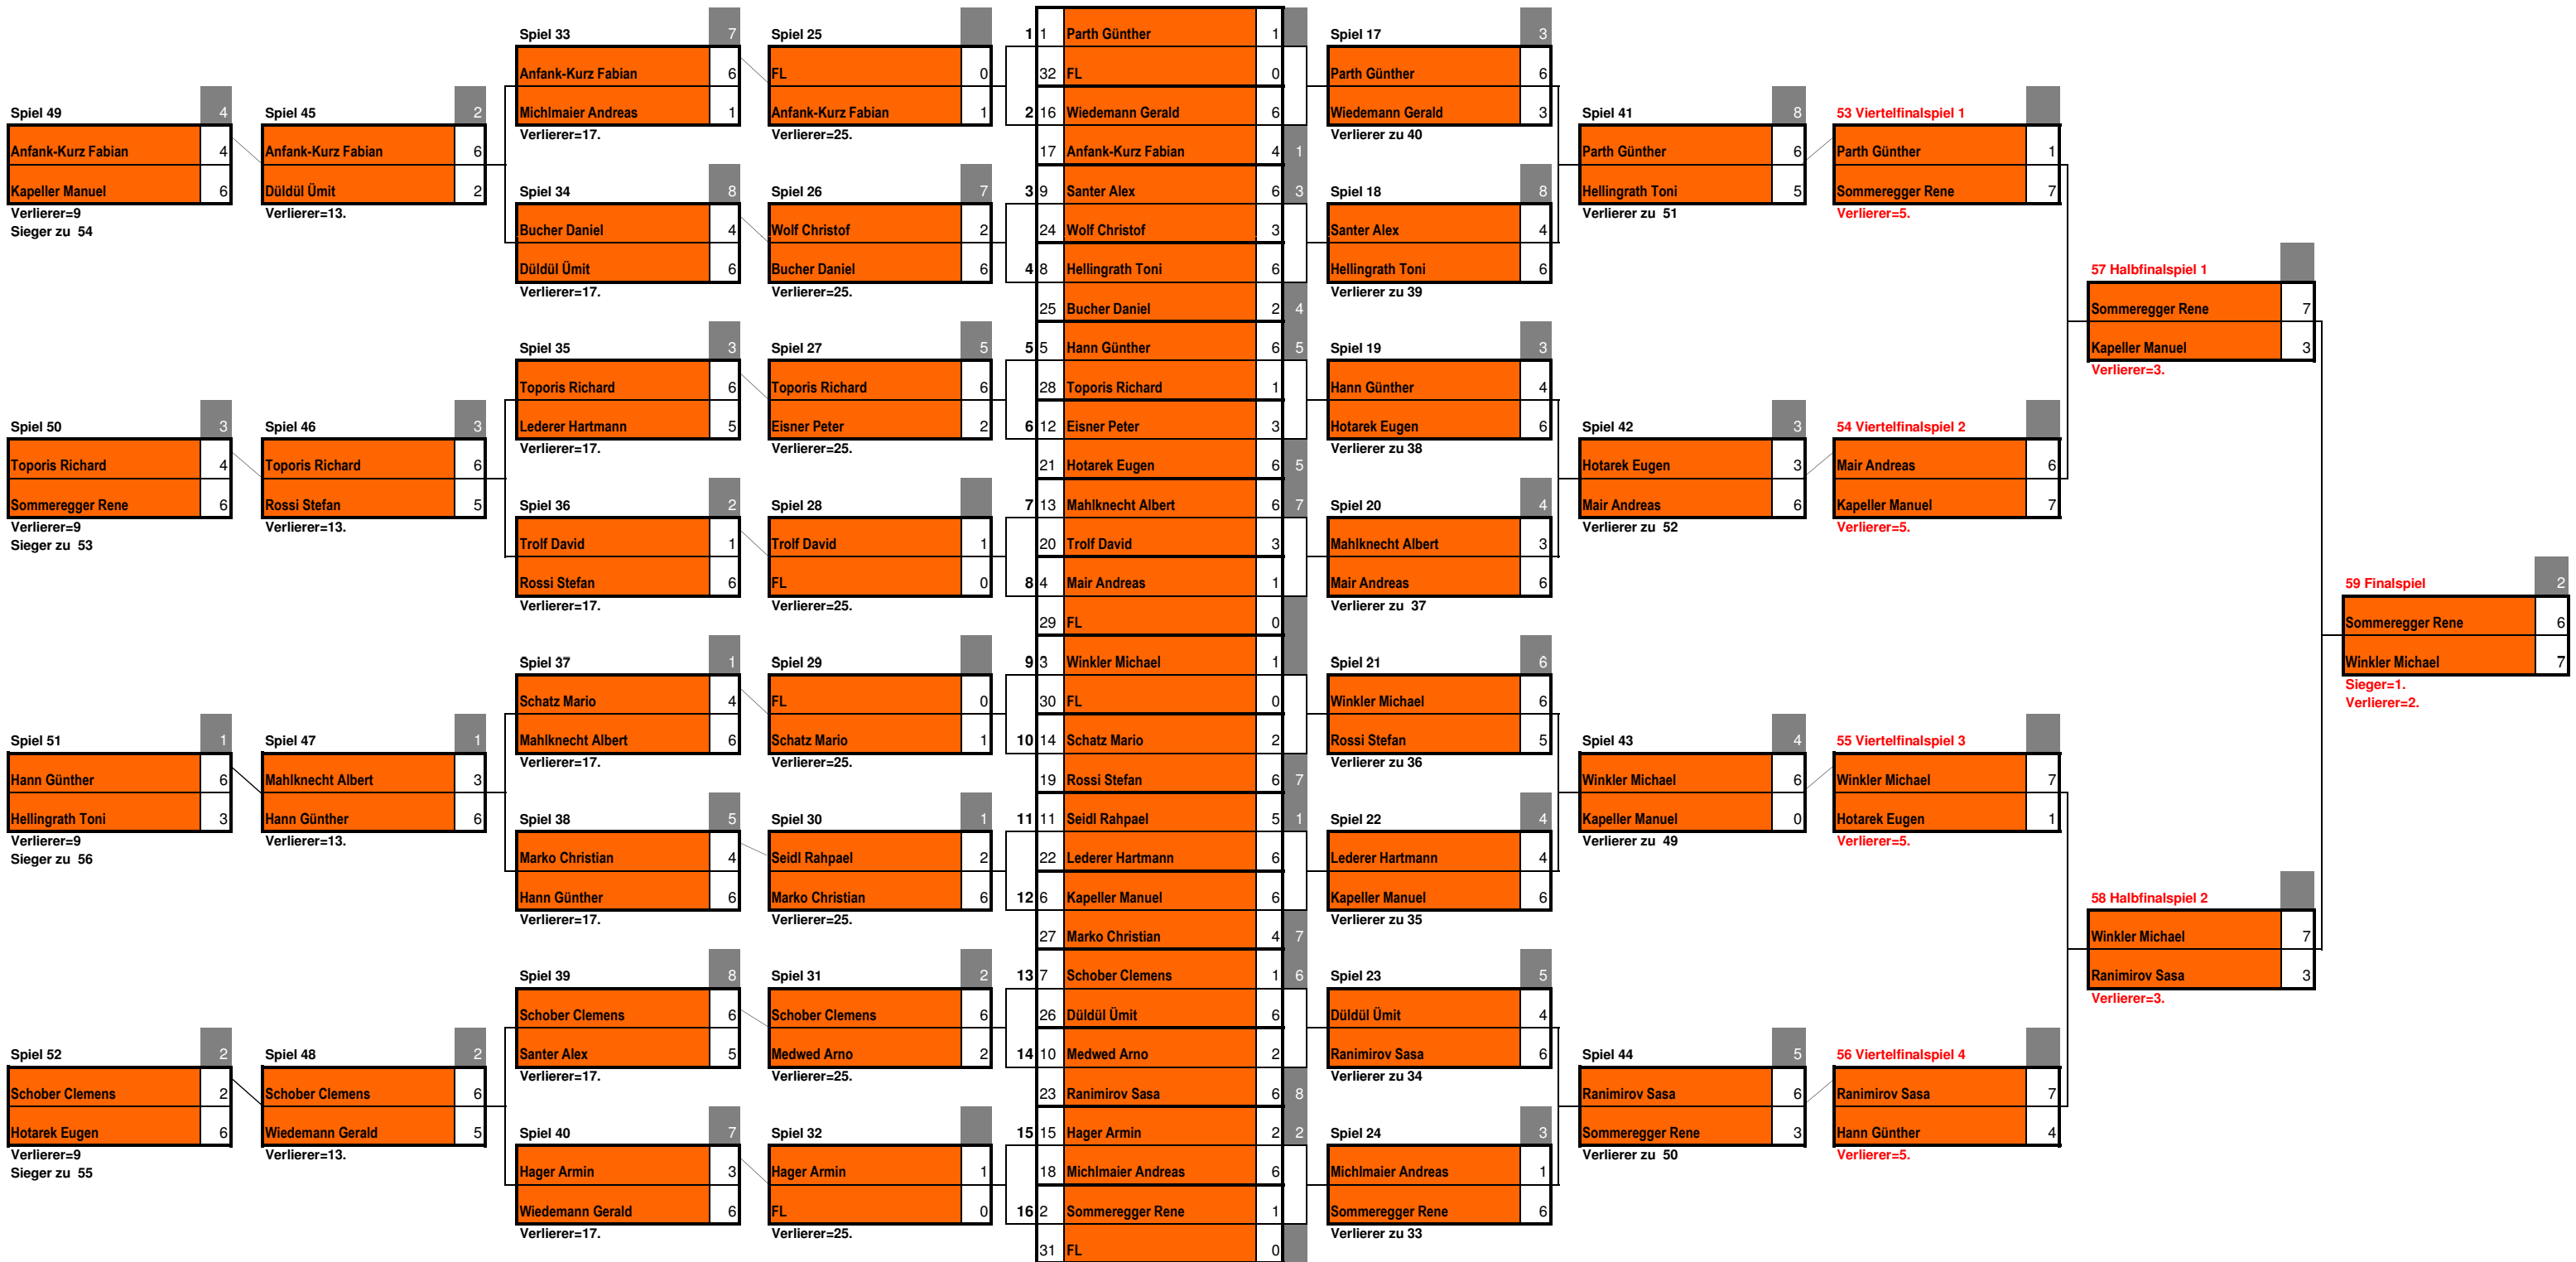 Spiel 49 4
Anfank-Kurz Fabian 4
Kapeller Manuel 6
Verlierer=9
Sieger zu 54
Spiel 50 3
Toporis Richard 4
Sommeregger Rene 6
Verlierer=9
Sieger zu 53
Spiel 51 1
Hann Günther 6
Hellingrath Toni 3
Verlierer=9
Sieger zu 56
Spiel 52 2
Schober Clemens 2
Hotarek Eugen 6
Verlierer=9
Sieger zu 55
Spiel 45 2
Anfank-Kurz Fabian 6
Düldül Ümit 2
Verlierer=13.
Spiel 46 3
Toporis Richard 6
Rossi Stefan 5
Verlierer=13.
Spiel 47 1
Mahlknecht Albert 3
Hann Günther 6
Verlierer=13.
Spiel 48 2
Schober Clemens 6
Wiedemann Gerald 5
Verlierer=13.
Spiel 33 7
Anfank-Kurz Fabian 6
Michlmaier Andreas 1
Verlierer=17.
Spiel 34 8
Bucher Daniel 4
Düldül Ümit 6
Verlierer=17.
Spiel 35 3
Toporis Richard 6
Lederer Hartmann 5
Verlierer=17.
Spiel 36 2
Trolf David 1
Rossi Stefan 6
Verlierer=17.
Spiel 37 1
Schatz Mario 4
Mahlknecht Albert 6
Verlierer=17.
Spiel 38 5
Marko Christian 4
Hann Günther 6
Verlierer=17.
Spiel 39 8
Schober Clemens 6
Santer Alex 5
Verlierer=17.
Spiel 40 7
Hager Armin 3
Wiedemann Gerald 6
Verlierer=17.
Spiel 25
FL 0
Anfank-Kurz Fabian 1
Verlierer=25.
Spiel 26 7
Wolf Christof 2
Bucher Daniel 6
Verlierer=25.
Spiel 27 5
Toporis Richard 6
Eisner Peter 2
Verlierer=25.
Spiel 28
Trolf David 1
FL 0
Verlierer=25.
Spiel 29
FL 0
Schatz Mario 1
Verlierer=25.
Spiel 30 1
Seidl Rahpael 2
Marko Christian 6
Verlierer=25.
Spiel 31 2
Schober Clemens 6
Medwed Arno 2
Verlierer=25.
Spiel 32
Hager Armin 1
FL 0
Verlierer=25.
1 1 Parth Günther 1
32 FL 0
2 16 Wiedemann Gerald 6
17 Anfank-Kurz Fabian 4 1
3 9 Santer Alex 6 3
24 Wolf Christof 3
4 8 Hellingrath Toni 6
25 Bucher Daniel 2 4
5 5 Hann Günther 6 5
28 Toporis Richard 1
6 12 Eisner Peter 3
21 Hotarek Eugen 6 5
7 13 Mahlknecht Albert 6 7
20 Trolf David 3
8 4 Mair Andreas 1
29 FL 0
9 3 Winkler Michael 1
30 FL 0
10 14 Schatz Mario 2
19 Rossi Stefan 6 7
11 11 Seidl Rahpael 5 1
22 Lederer Hartmann 6
12 6 Kapeller Manuel 6
27 Marko Christian 4 7
13 7 Schober Clemens 1 6
26 Düldül Ümit 6
14 10 Medwed Arno 2
23 Ranimirov Sasa 6 8
15 15 Hager Armin 2 2
18 Michlmaier Andreas 6
16 2 Sommeregger Rene 1
31 FL 0
Spiel 17 3
Parth Günther 6
Wiedemann Gerald 3
Verlierer zu 40
Spiel 18 8
Santer Alex 4
Hellingrath Toni 6
Verlierer zu 39
Spiel 19 3
Hann Günther 4
Hotarek Eugen 6
Verlierer zu 38
Spiel 20 4
Mahlknecht Albert 3
Mair Andreas 6
Verlierer zu 37
Spiel 21 6
Winkler Michael 6
Rossi Stefan 5
Verlierer zu 36
Spiel 22 4
Lederer Hartmann 4
Kapeller Manuel 6
Verlierer zu 35
Spiel 23 5
Düldül Ümit 4
Ranimirov Sasa 6
Verlierer zu 34
Spiel 24 3
Michlmaier Andreas 1
Sommeregger Rene 6
Verlierer zu 33
Spiel 41 8
Parth Günther 6
Hellingrath Toni 5
Verlierer zu 51
Spiel 42 3
Hotarek Eugen 3
Mair Andreas 6
Verlierer zu 52
Spiel 43 4
Winkler Michael 6
Kapeller Manuel 0
Verlierer zu 49
Spiel 44 5
Ranimirov Sasa 6
Sommeregger Rene 3
Verlierer zu 50
53 Viertelfinalspiel 1
Parth Günther 1
Sommeregger Rene 7
Verlierer=5.
54 Viertelfinalspiel 2
Mair Andreas 6
Kapeller Manuel 7
Verlierer=5.
55 Viertelfinalspiel 3
Winkler Michael 7
Hotarek Eugen 1
Verlierer=5.
56 Viertelfinalspiel 4
Ranimirov Sasa 7
Hann Günther 4
Verlierer=5.
57 Halbfinalspiel 1
Sommeregger Rene 7
Kapeller Manuel 3
Verlierer=3.
58 Halbfinalspiel 2
Winkler Michael 7
Ranimirov Sasa 3
Verlierer=3.
59 Finalspiel 2
Sommeregger Rene 6
Winkler Michael 7
Sieger=1.
Verlierer=2.